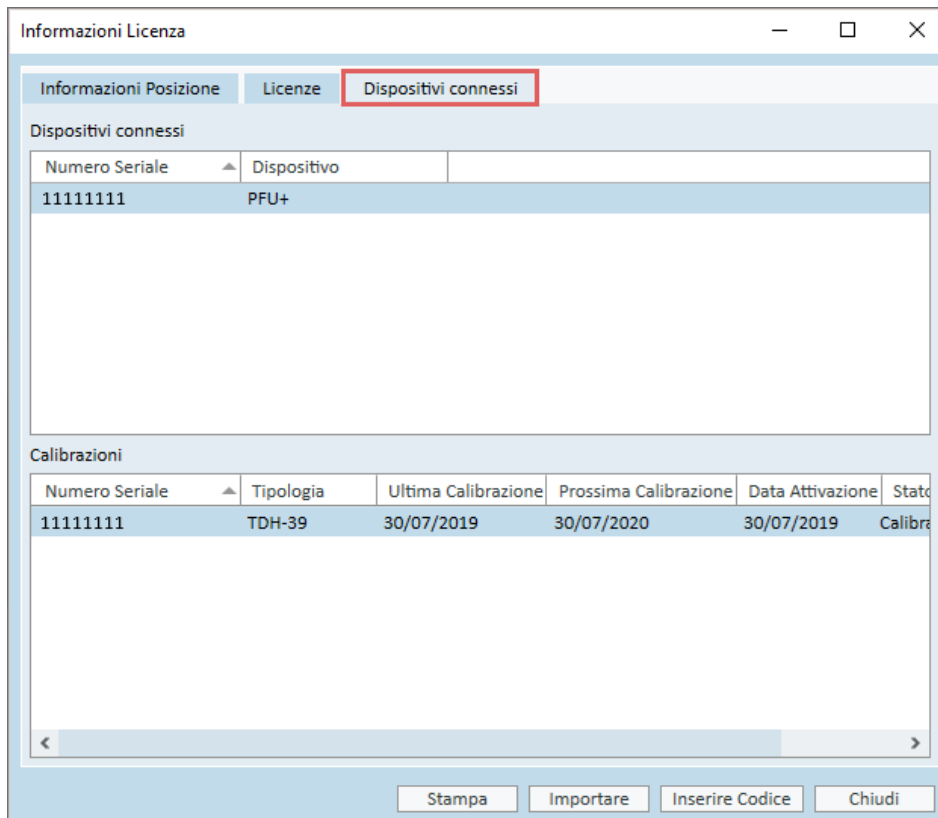 Informazioni Licenza
Informazioni Posizione Licenze Dispositivi connessi
Dispositivi connessi
Numero Seriale Dispositivo
11111111 PFU+
Calibrazioni
Numero Seriale Tipologia Ultima Calibrazione Prossima Calibrazione Data Attivazione Stato
11111111 TDH-39 30/07/2019 30/07/2020 30/07/2019 Calibra
Stampa Importare Inserire Codice Chiudi